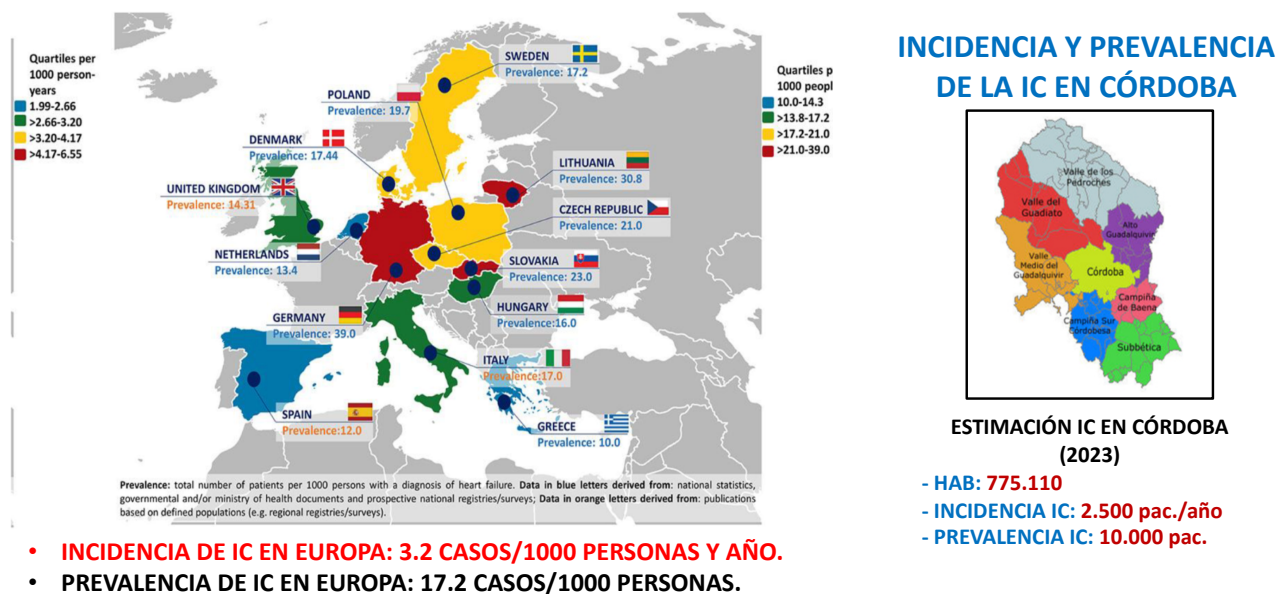 Quartiles per
1000 person-
years
1.99-2.66
>2.66-3.20
>3.20-4.17
>4.17-6.55
SWEDEN
Prevalence: 17.2
POLAND
Prevalence: 19.7
DENMARK
Prevalence: 17.44
LITHUANIA
Prevalence: 30.8
UNITED KINGDOM
Prevalence: 14.31
CZECH REPUBLIC
Prevalence: 21.0
NETHERLANDS
Prevalence: 13.4
SLOVAKIA
Prevalence: 23.0
HUNGARY
Prevalence:16.0
GERMANY
Prevalence: 39.0
ITALY
Prevalence:17.0
SPAIN
Prevalence:12.0
GREECE
Prevalence: 10.0
Quartiles p
1000 peopl
10.0-14.3
>13.8-17.2
>17.2-21.0
>21.0-39.0
Prevalence: total number of patients per 1000 persons with a diagnosis of heart failure. Data in blue letters derived from: national statistics,
governmental and/or ministry of health documents and prospective national registries/surveys; Data in orange letters derived from: publications
based on defined populations (e.g. regional registries/surveys).
• INCIDENCIA DE IC EN EUROPA: 3.2 CASOS/1000 PERSONAS Y AÑO.
• PREVALENCIA DE IC EN EUROPA: 17.2 CASOS/1000 PERSONAS.
INCIDENCIA Y PREVALENCIA
DE LA IC EN CÓRDOBA
Valle de los
Pedroches
Valle del
Guadiato
Alto
Guadalquivir
Valle
Medio del
Guadalquivir
Córdoba
Campiña
de Baena
Campiña Sur
Cordobesa
Subbética
ESTIMACIÓN IC EN CÓRDOBA
(2023)
- HAB: 775.110
- INCIDENCIA IC: 2.500 pac./año
- PREVALENCIA IC: 10.000 pac.